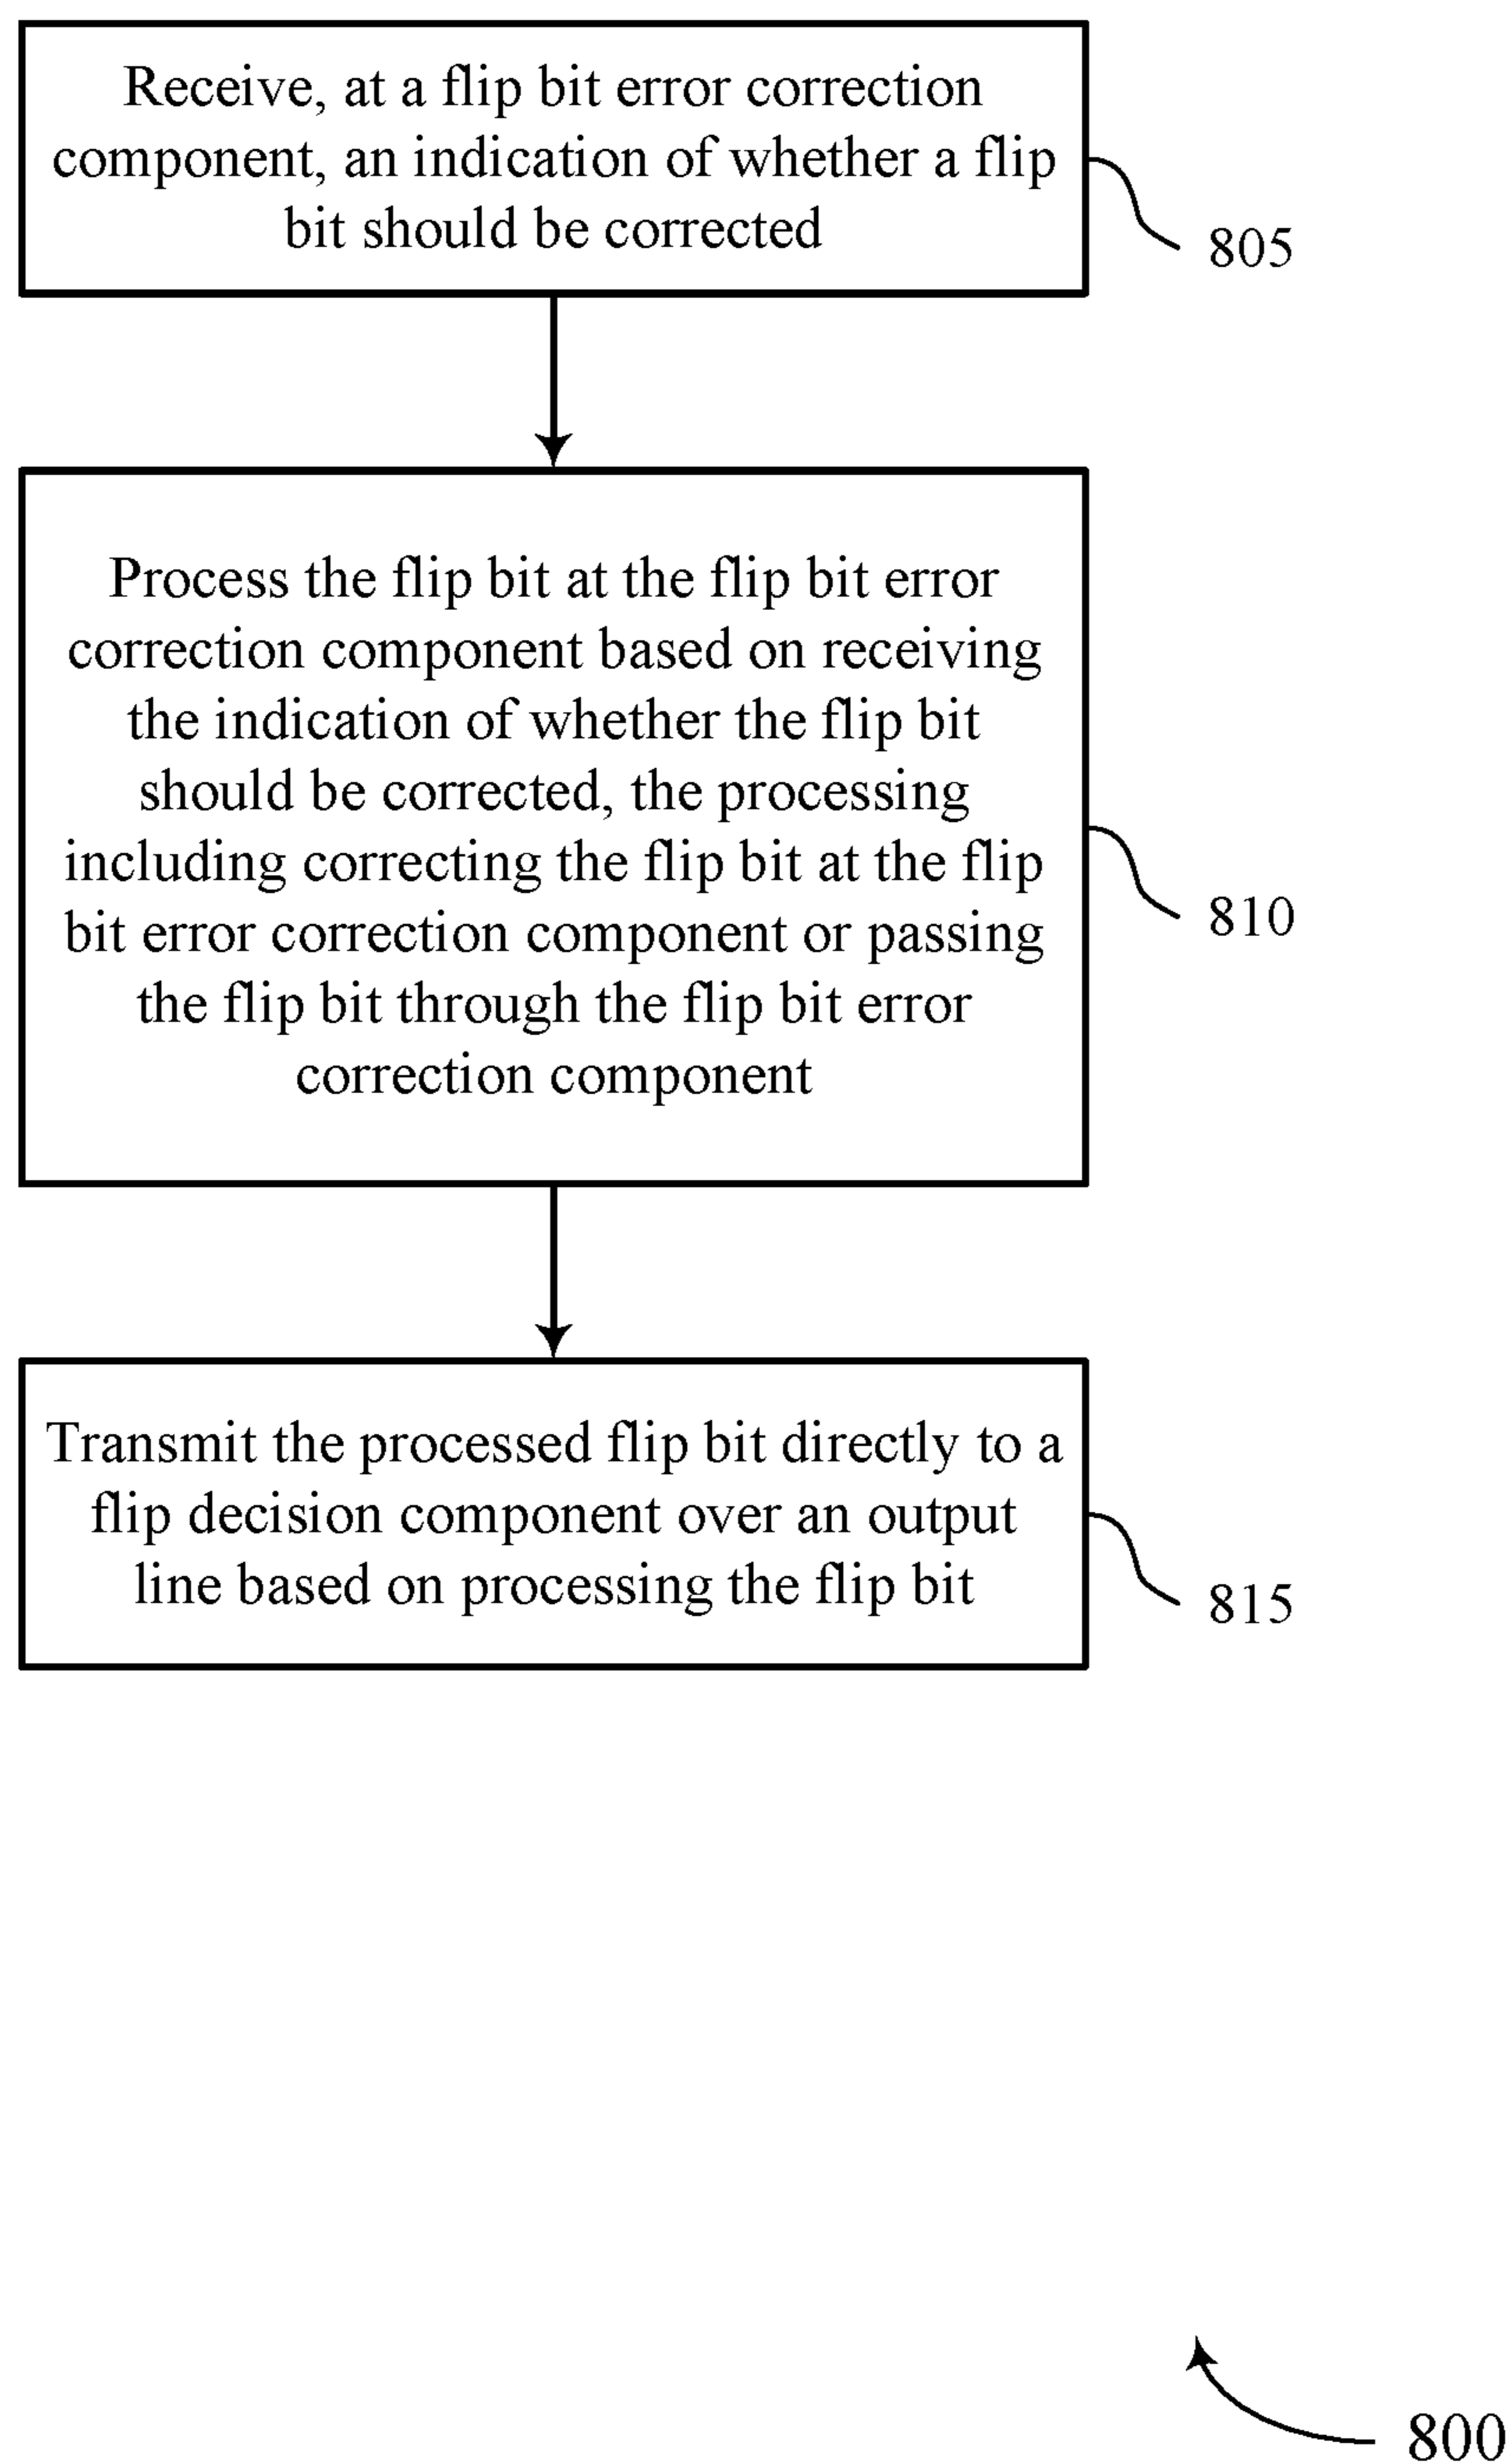 Receive, at a flip bit error correction
component, an indication of whether a flip
bit should be corrected
805
Process the flip bit at the flip bit error
correction component based on receiving
the indication of whether the flip bit
should be corrected, the processing
including correcting the flip bit at the flip
bit error correction component or passing
the flip bit through the flip bit error
correction component
810
Transmit the processed flip bit directly to a
flip decision component over an output
line based on processing the flip bit
815
800